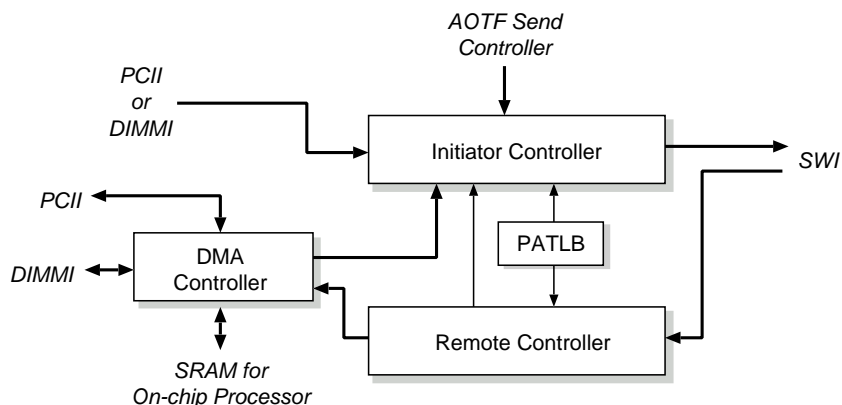 AOTF Send
Controller
PCII
or
DIMMI
Initiator Controller
SWI
PCII
PATLB
DMA
Controller
DIMMI
Remote Controller
SRAM for
On-chip Processor